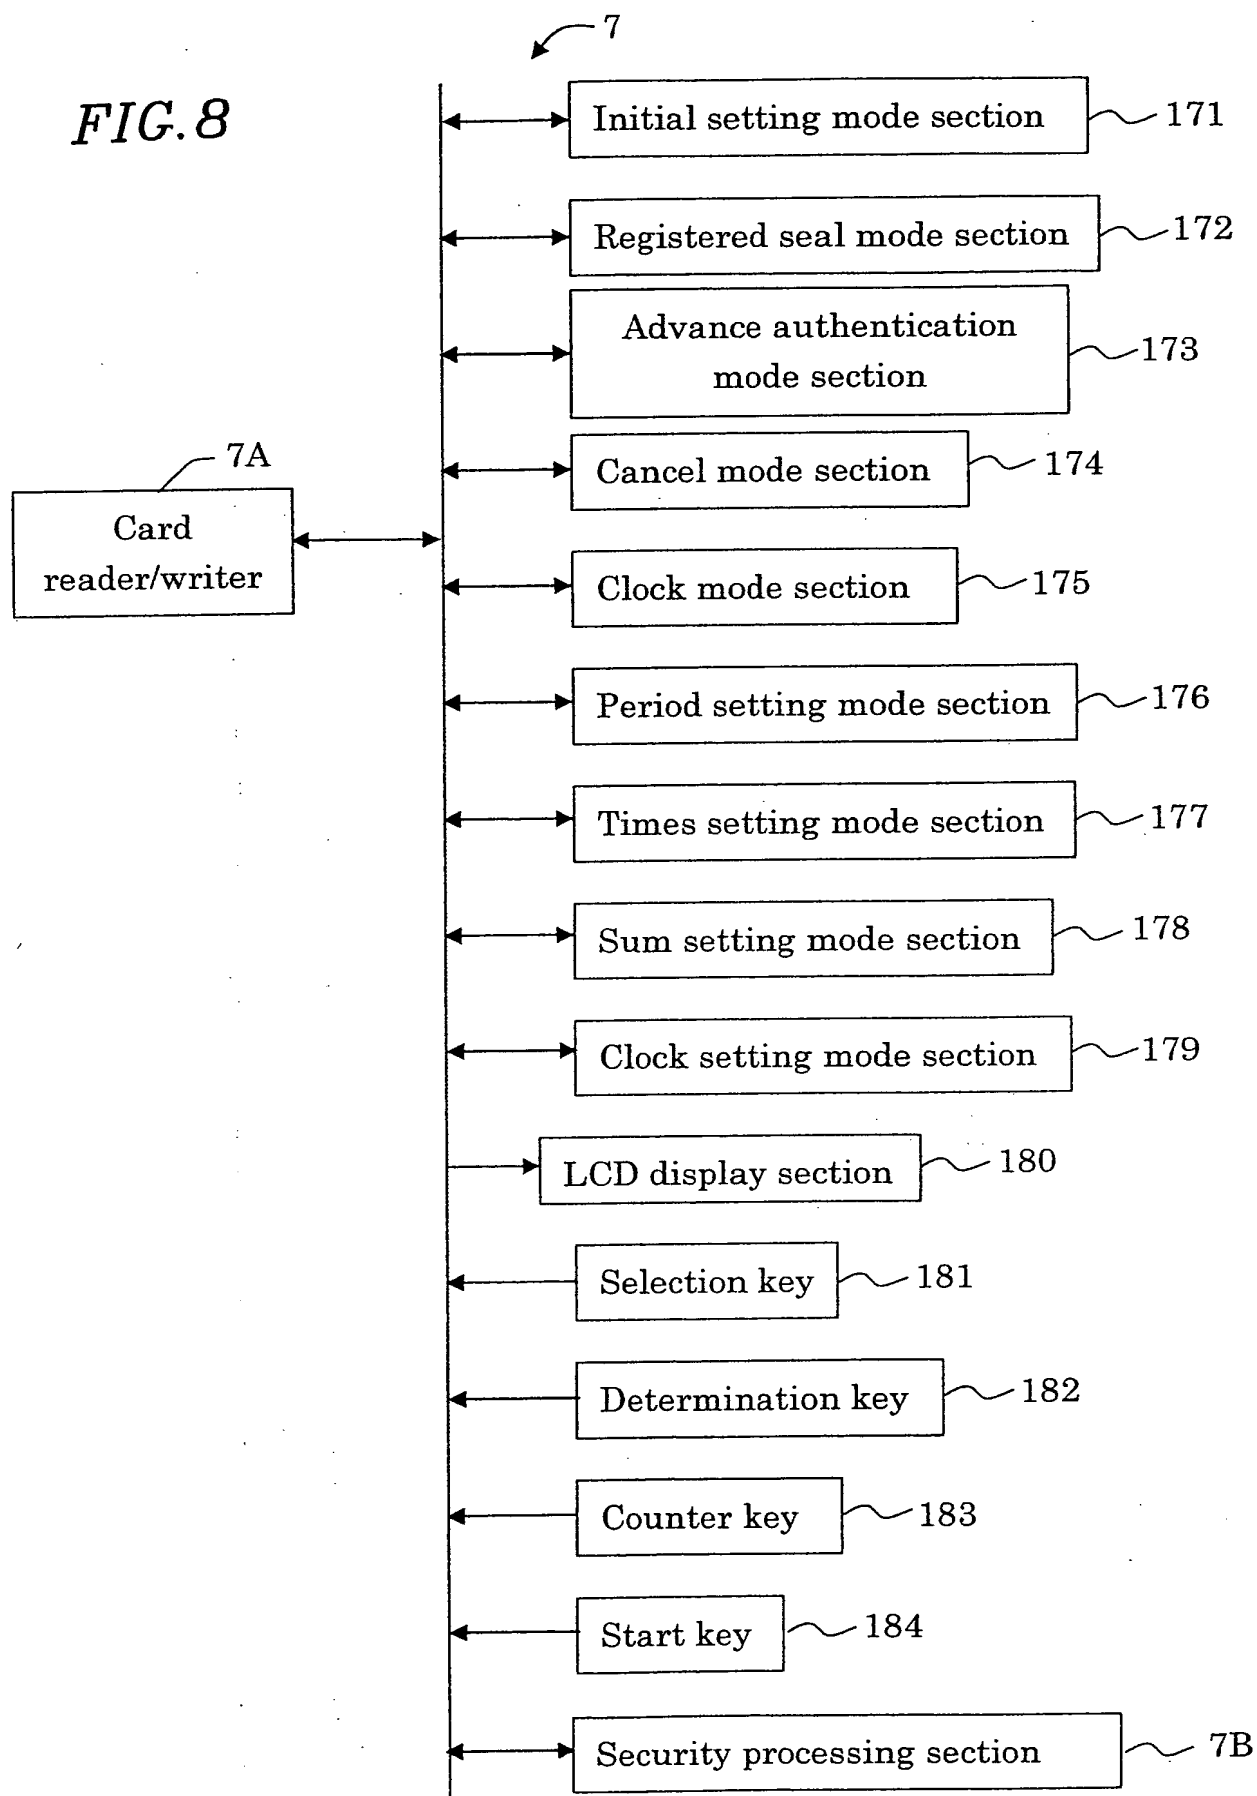 7
FIG. 8
Initial setting mode section
171
Registered seal mode section
172
Advance authentication
mode section
173
Cancel mode section
174
7A
Card
reader/writer
Clock mode section
175
Period setting mode section
176
Times setting mode section
177
Sum setting mode section
178
Clock setting mode section
179
LCD display section
180
Selection key
181
Determination key
182
Counter key
183
Start key
184
Security processing section
7B